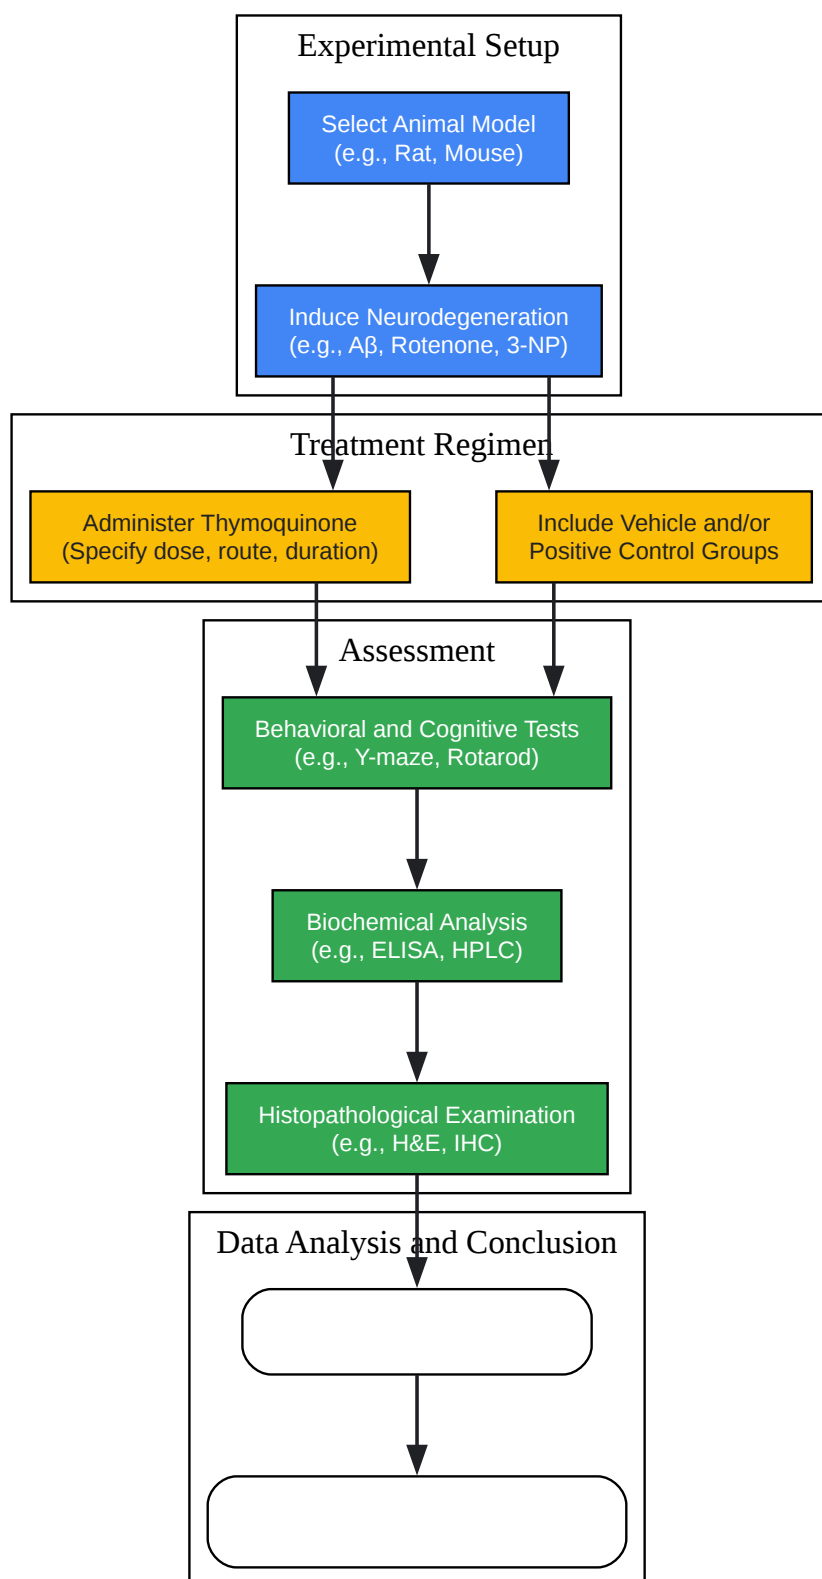 Experimental Setup
Select Animal Model
(e.g., Rat, Mouse)
Induce Neurodegeneration
(e.g., Aβ, Rotenone, 3-NP)
Treatment Regimen
Administer Thymoquinone
(Specify dose, route, duration)
Include Vehicle and/or
Positive Control Groups
Assessment
Behavioral and Cognitive Tests
(e.g., Y-maze, Rotarod)
Biochemical Analysis
(e.g., ELISA, HPLC)
Histopathological Examination
(e.g., H&E, IHC)
Data Analysis and Conclusion